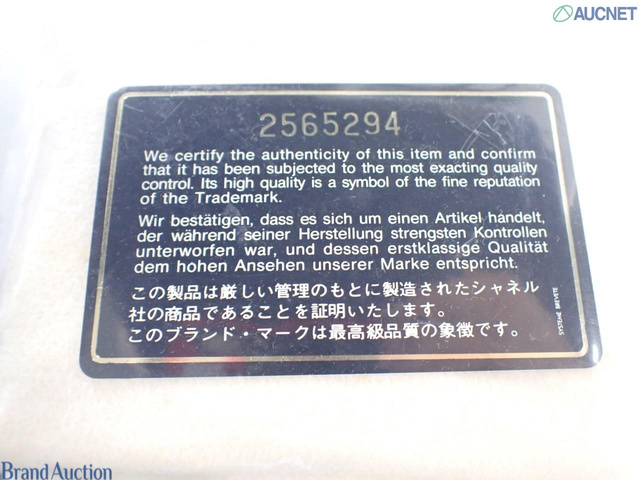 AUCNET
2565294
We certify the authenticity of this item and confirm
that it has been subjected to the most exacting quality
control. Its high quality is a symbol of the fine reputation
of the Trademark.
Wir bestätigen, dass es sich um einen Artikel handelt,
der während seiner Herstellung strengsten Kontrollen
unterworfen war, und dessen erstklassige Qualität
dem hohen Ansehen unserer Marke entspricht.
この製品は厳しい管理のもとに製造されたシャネル
社の商品であることを証明いたします。
このブランド・マークは最高級品質の象徴です。
SYSTEME BREVETE
Brand Auction